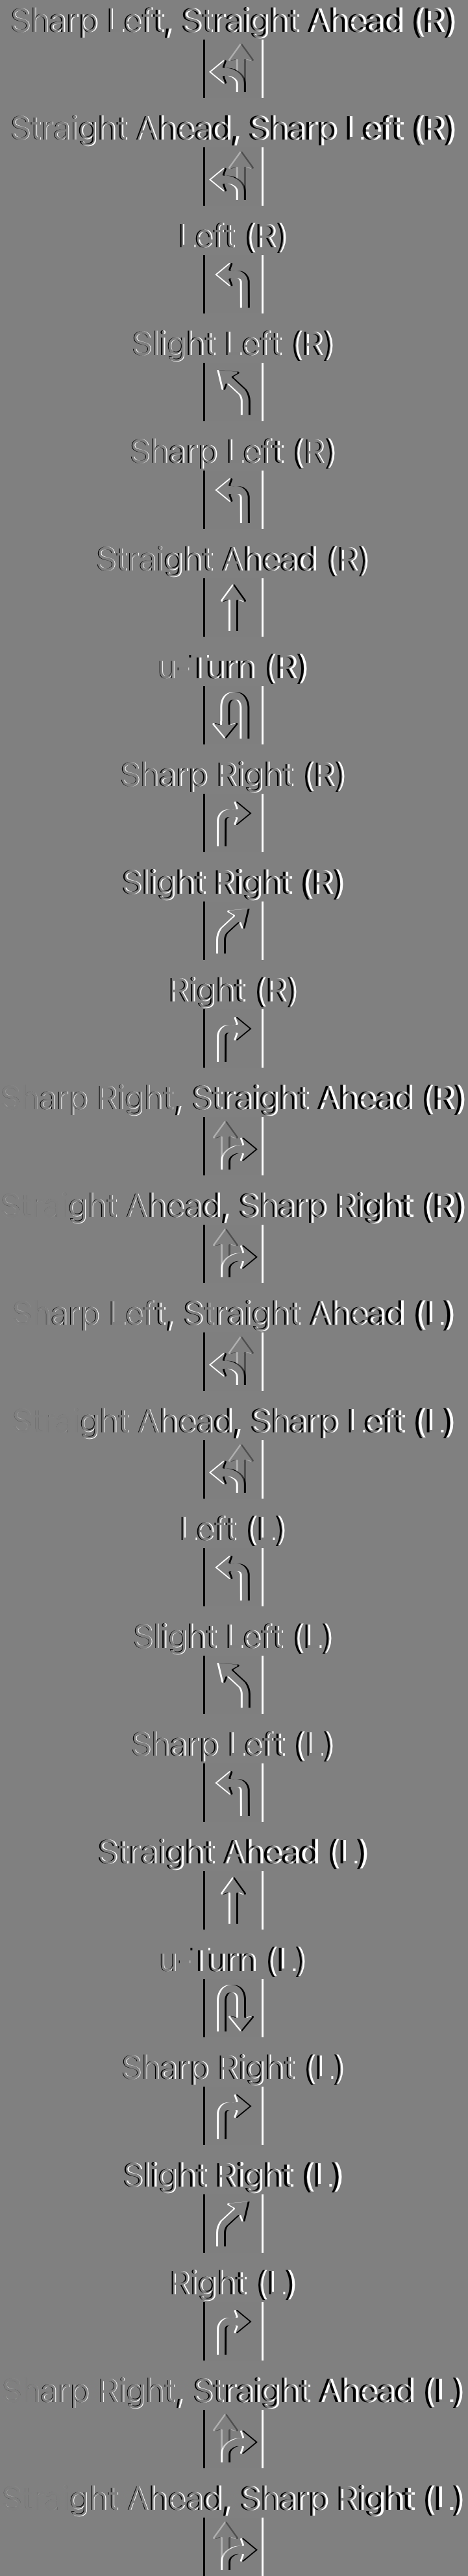 Sharp Left, Straight Ahead (R)
Straight Ahead, Sharp Left (R)
Left (R)
Slight Left (R)
Sharp Left (R)
Straight Ahead (R)
u-Turn (R)
Sharp Right (R)
Slight Right (R)
Right (R)
Sharp Right, Straight Ahead (R)
Straight Ahead, Sharp Right (R)
Sharp Left, Straight Ahead (L)
Straight Ahead, Sharp Left (L)
Left (L)
Slight Left (L)
Sharp Left (L)
Straight Ahead (L)
u-Turn (L)
Sharp Right (L)
Slight Right (L)
Right (L)
Sharp Right, Straight Ahead (L)
Straight Ahead, Sharp Right (L)